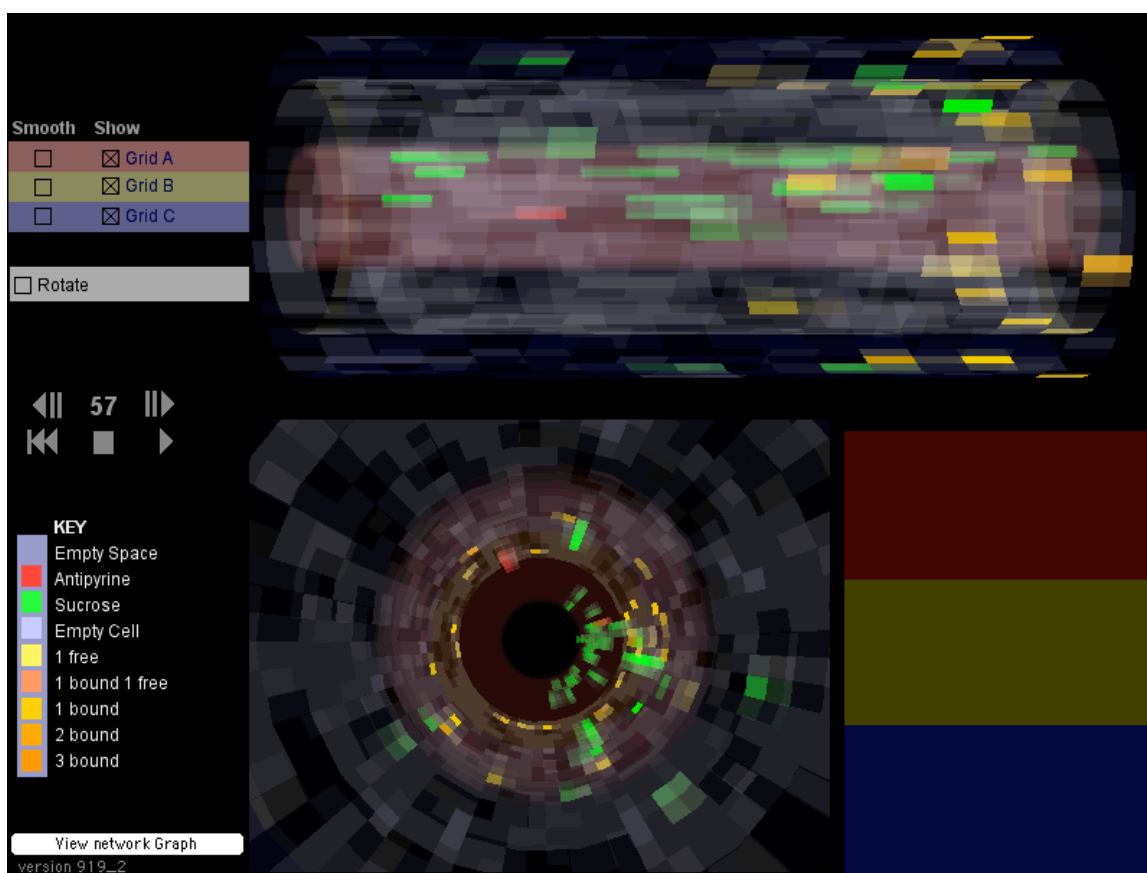 Smooth Show
Grid A
Grid B
Grid C
Rotate
57
KEY
Empty Space
Antipyrine
Sucrose
Empty Cell
1 free
1 bound 1 free
1 bound
2 bound
3 bound
View network Graph
version 919_2